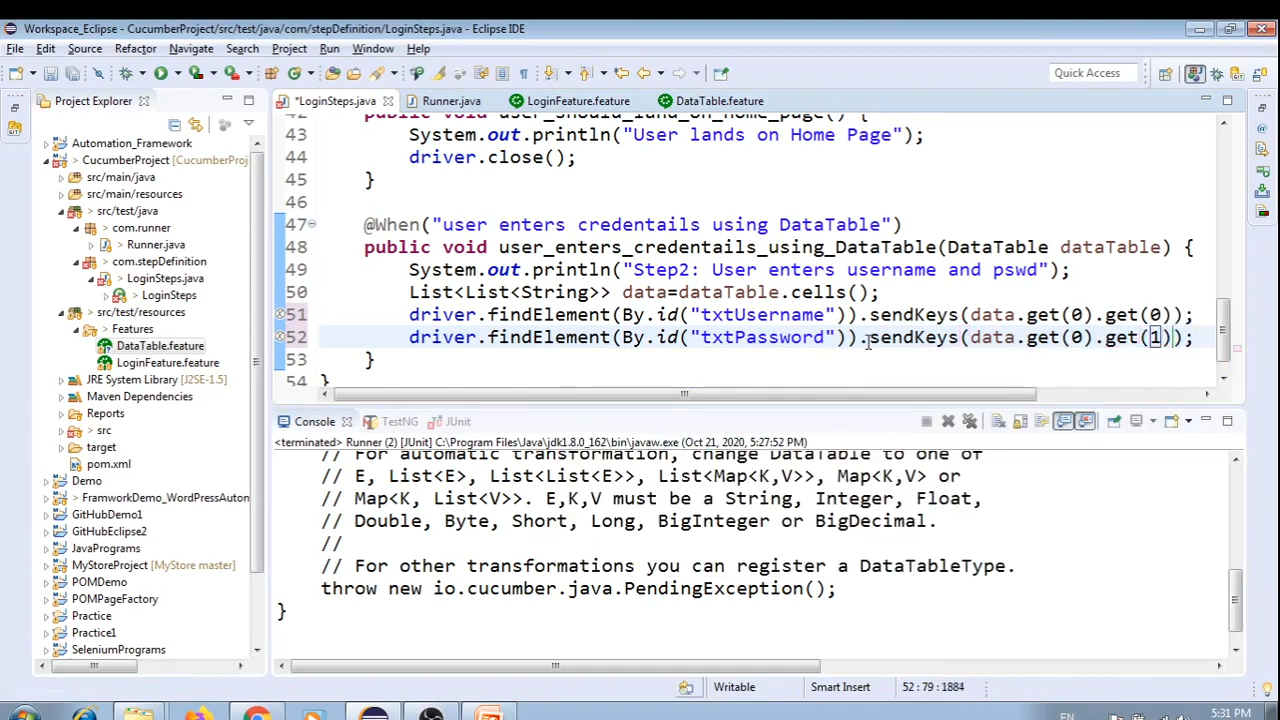 Workspace_Eclipse - CucumberProject/src/test/java/com/stepDefinition/LoginSteps.java - Eclipse IDE
File Edit Source Refactor Navigate Search Project Run Window Help
Quick Access
Project Explorer
*LoginSteps.java Runner.java LoginFeature.feature DataTable.feature
Automation_Framework
CucumberProject [CucumberProj
src/main/java
src/main/resources
src/test/java
com.runner
Runner.java
com.stepDefinition
LoginSteps.java
LoginSteps
src/test/resources
Features
DataTable.feature
LoginFeature.feature
JRE System Library [J2SE-1.5]
Maven Dependencies
Reports
src
target
pom.xml
Demo
FramworkDemo_WordPressAuton
GitHubDemo1
GitHubEclipse2
JavaPrograms
MyStoreProject [MyStore master]
POMDemo
POMPageFactory
Practice
Practice1
SeleniumPrograms
42 public void user_should_land_on_home_page() {
43 System.out.println("User lands on Home Page");
44 driver.close();
45 }
46
47 @When("user enters credentails using DataTable")
48 public void user_enters_credentails_using_DataTable(DataTable dataTable) {
49 System.out.println("Step2: User enters username and pswd");
50 List<List<String>> data=dataTable.cells();
51 driver.findElement(By.id("txtUsername")).sendKeys(data.get(0).get(0));
52 driver.findElement(By.id("txtPassword")).sendKeys(data.get(0).get(1));
53 }
54 }
Console TestNG JUnit
<terminated> Runner (2) [JUnit] C:\Program Files\Java\jdk1.8.0_162\bin\javaw.exe (Oct 21, 2020, 5:27:52 PM)
// For automatic transformation, change DataTable to one of
// E, List<E>, List<List<E>>, List<Map<K,V>>, Map<K,V> or
// Map<K, List<V>>. E,K,V must be a String, Integer, Float,
// Double, Byte, Short, Long, BigInteger or BigDecimal.
//
// For other transformations you can register a DataTableType.
throw new io.cucumber.java.PendingException();
}
Writable Smart Insert 52 : 79 : 1884
EN 5:31 PM